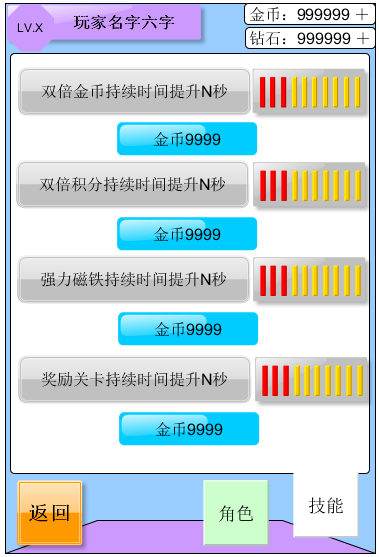 LV.X
玩家名字六字
金币：999999 ＋
钻石：999999 ＋
双倍金币持续时间提升N秒
金币9999
双倍积分持续时间提升N秒
金币9999
强力磁铁持续时间提升N秒
金币9999
奖励关卡持续时间提升N秒
金币9999
返回
角色
技能